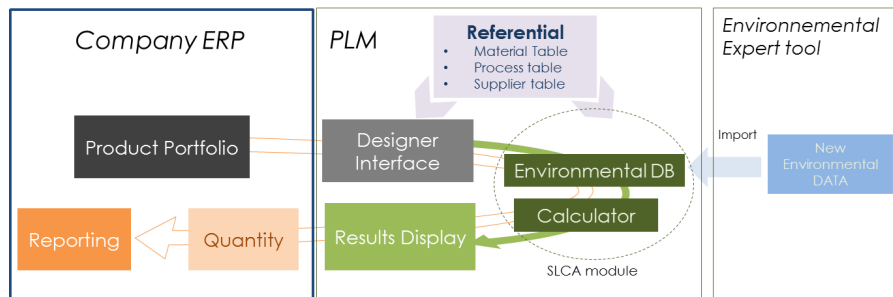 Company ERP
Product Portfolio
Reporting
Quantity
PLM
Referential
• Material Table
• Process table
• Supplier table
Designer
Interface
Environmental DB
Calculator
Results Display
SLCA module
Environnemental
Expert tool
Import
New
Environmental
DATA